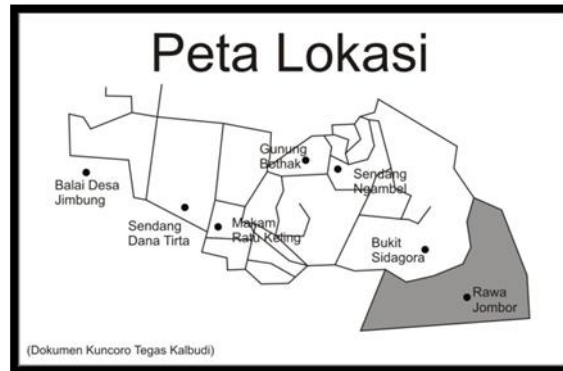 Peta Lokasi
Gunung
Bothak
Sendang
Ngambel
Balai Desa
Jimbung
Sendang
Dana Tirta
Makam
Ratu Keling
Bukit
Sidagora
Rawa
Jombor
(Dokumen Kuncoro Tegas Kalbudi)